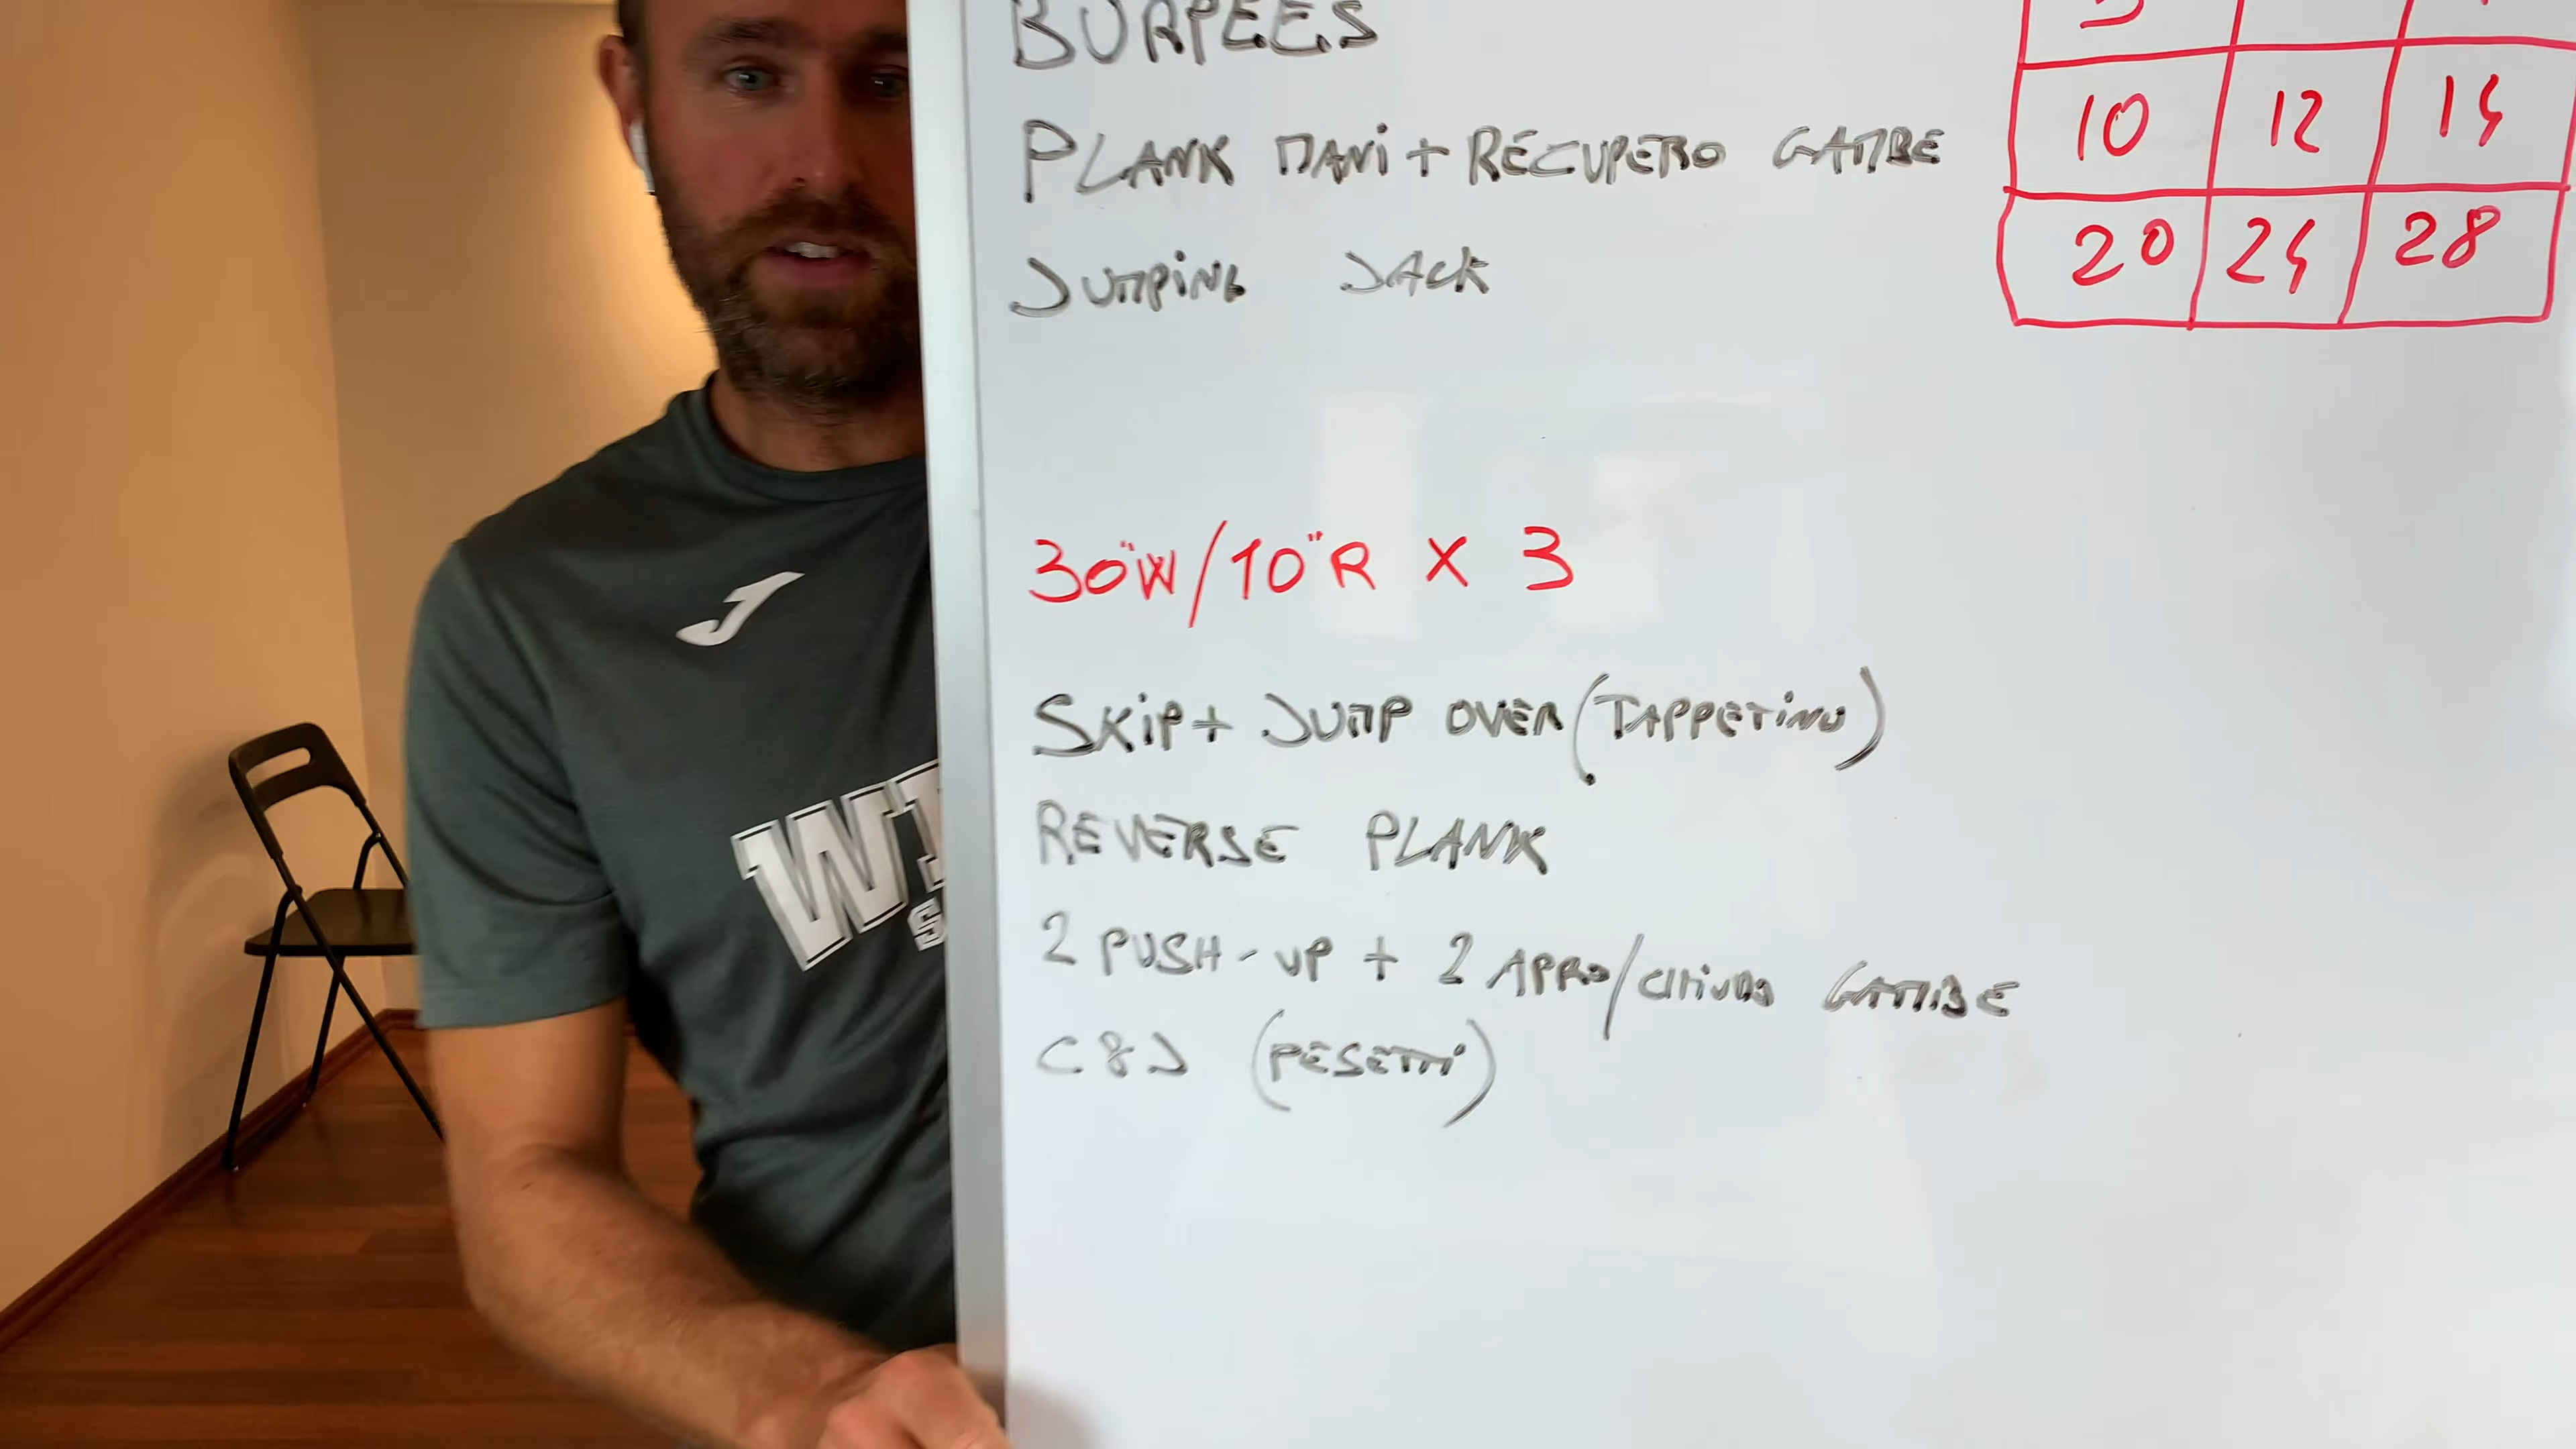 BURPEES
PLANK MANI + RECUPERO GAMBE
JUMPING JACK
10 12 14
20 24 28
30"W/10"R X 3
SKIP + JUMP OVER (TAPPETINO)
REVERSE PLANK
2 PUSH-UP + 2 APRO/CHIUDO GAMBE
C&J (PESETTI)